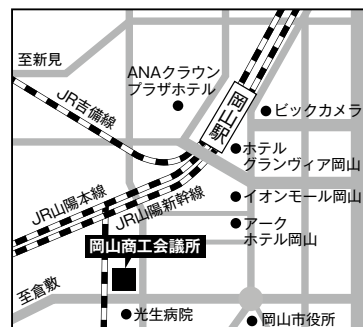 至新見
ANAクラウン
プラザホテル
JR吉備線
岡山駅
ビックカメラ
ホテル
グランヴィア岡山
JR山陽本線
JR山陽新幹線
イオンモール岡山
アーク
ホテル岡山
岡山商工会議所
至倉敷
光生病院
岡山市役所